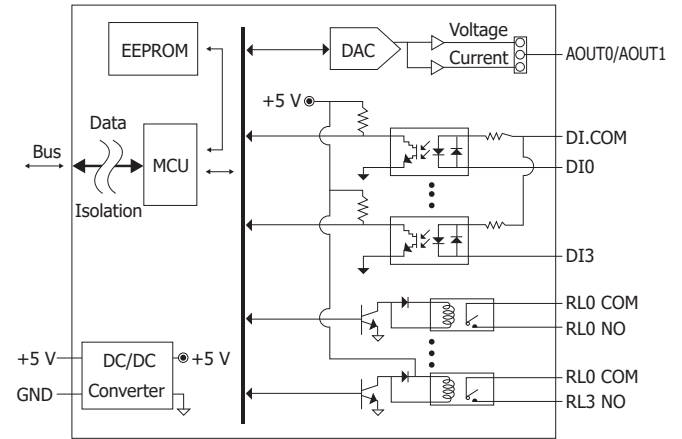 EEPROM
DAC
Voltage
Current
AOUT0/AOUT1
+5 V
Data
Bus
MCU
Isolation
DI.COM
DI0
DI3
RL0 COM
RL0 NO
+5 V
DC/DC
Converter
+5 V
GND
RL0 COM
RL3 NO